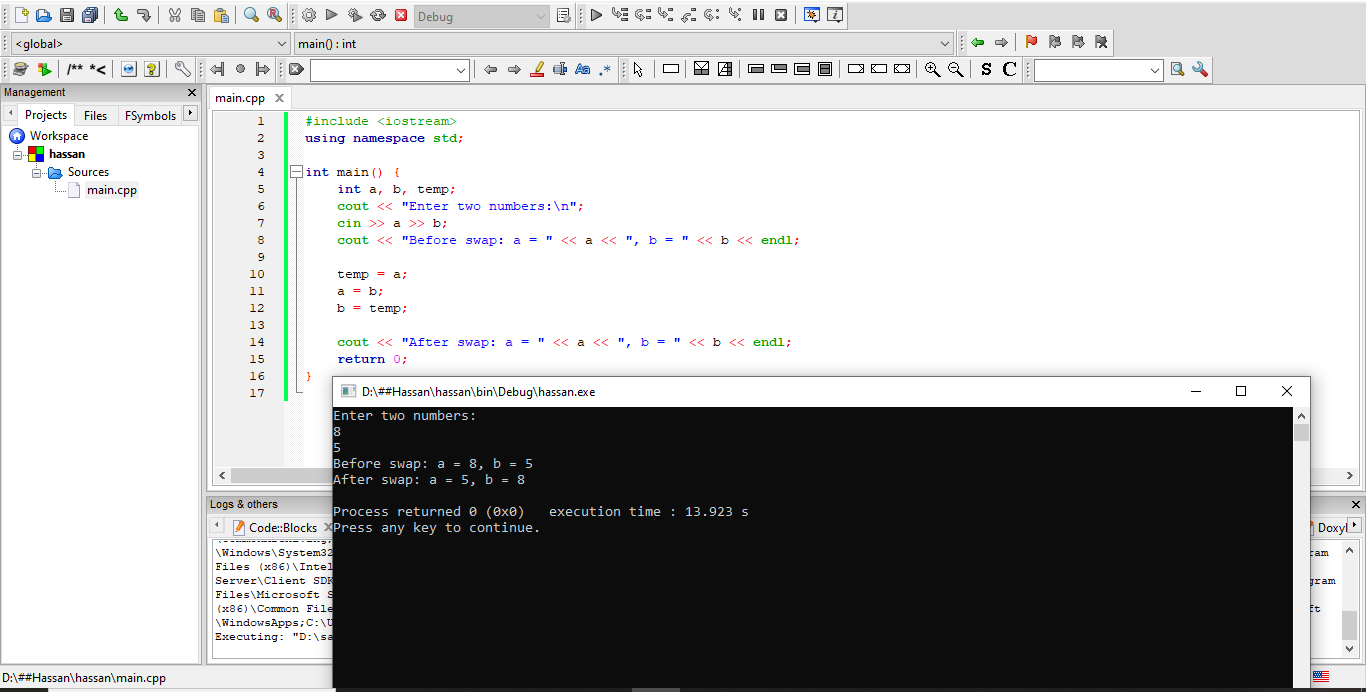 Debug
<global>
main() : int
/** *<
Aa .*
S C
Management
Projects Files FSymbols
Workspace
hassan
Sources
main.cpp
main.cpp
1 #include <iostream>
2 using namespace std;
3
4 int main() {
5 int a, b, temp;
6 cout << "Enter two numbers:\n";
7 cin >> a >> b;
8 cout << "Before swap: a = " << a << ", b = " << b << endl;
9
10 temp = a;
11 a = b;
12 b = temp;
13
14 cout << "After swap: a = " << a << ", b = " << b << endl;
15 return 0;
16 }
17
D:\##Hassan\hassan\bin\Debug\hassan.exe
Enter two numbers:
8
5
Before swap: a = 8, b = 5
After swap: a = 5, b = 8
Process returned 0 (0x0) execution time : 13.923 s
Press any key to continue.
Logs & others
Code::Blocks
Doxy
\Windows\System32
ram
Files (x86)\Intel
Server\Client SDK
gram
Files\Microsoft S
(x86)\Common File
ft
\WindowsApps;C:\U
Executing: "D:\sa
D:\##Hassan\hassan\main.cpp